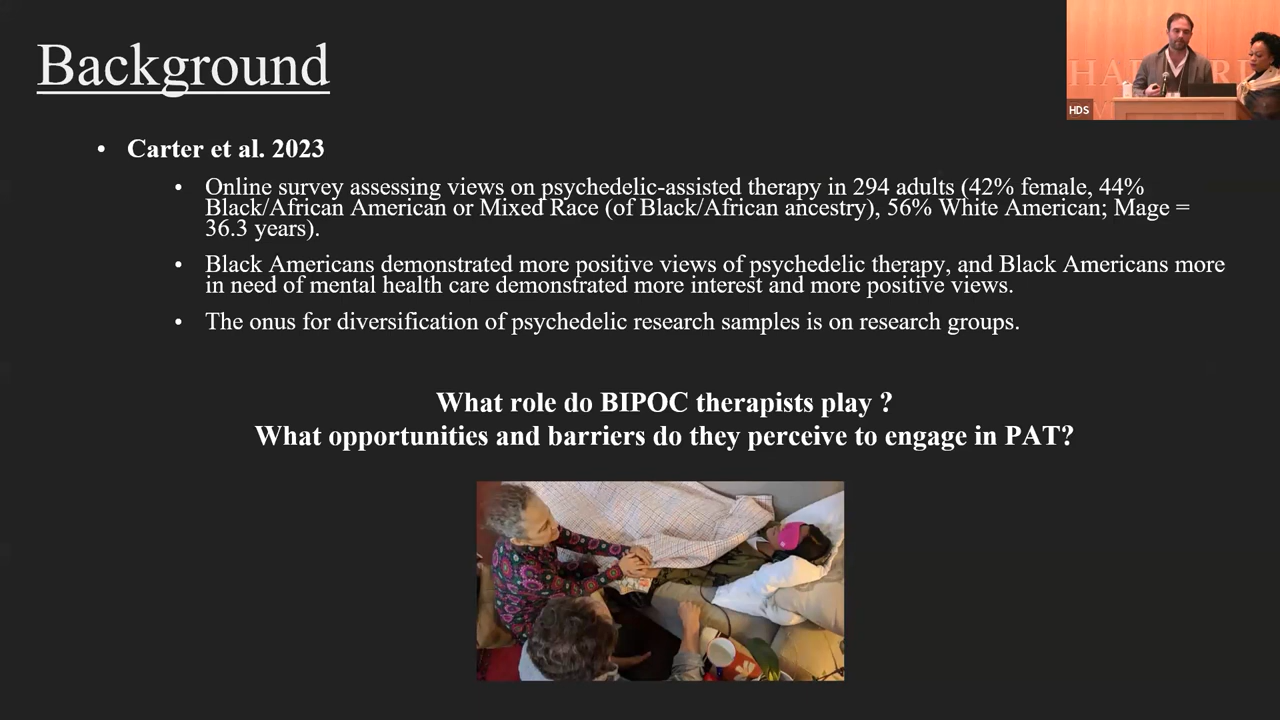 Background
HDS
• Carter et al. 2023
• Online survey assessing views on psychedelic-assisted therapy in 294 adults (42% female, 44%
Black/African American or Mixed Race (of Black/African ancestry), 56% White American; Mage =
36.3 years).
• Black Americans demonstrated more positive views of psychedelic therapy, and Black Americans more
in need of mental health care demonstrated more interest and more positive views.
• The onus for diversification of psychedelic research samples is on research groups.
What role do BIPOC therapists play ?
What opportunities and barriers do they perceive to engage in PAT?